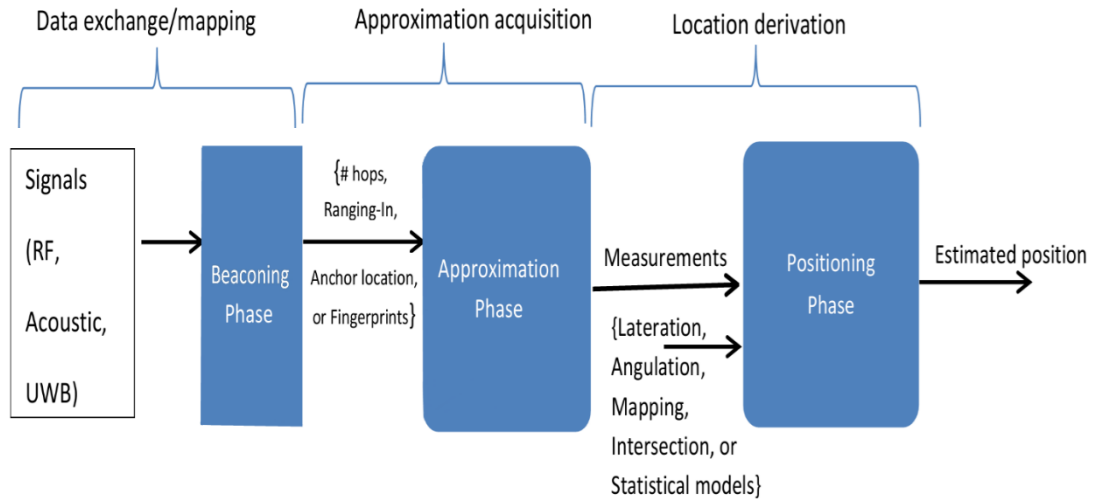 Data exchange/mapping
Approximation acquisition
Location derivation
Signals
(RF,
Acoustic,
UWB)
Beaconing
Phase
{# hops,
Ranging-In,
Anchor location,
or Fingerprints}
Approximation
Phase
Measurements
{Lateration,
Angulation,
Mapping,
Intersection, or
Statistical models}
Positioning
Phase
Estimated position